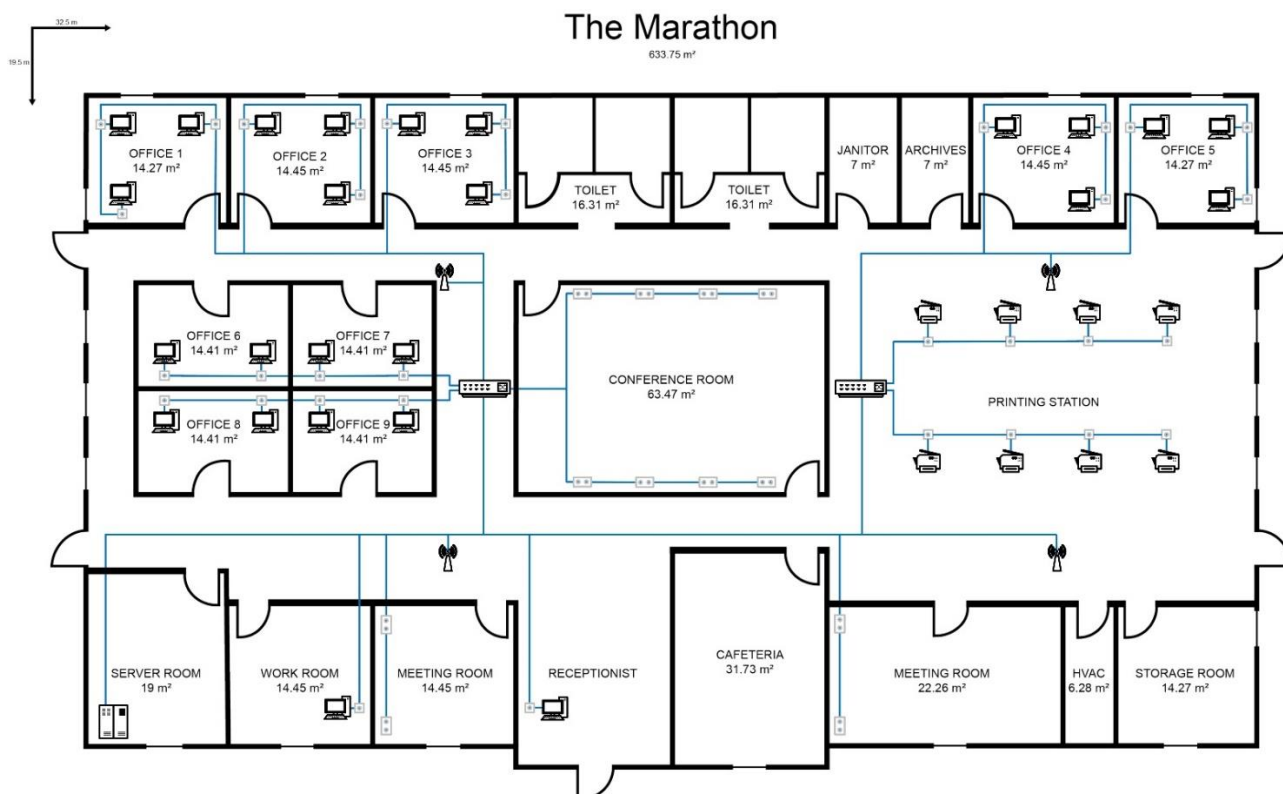 The Marathon
633.75 m²
32.5 m
19.5 m
OFFICE 1
14.27 m²
OFFICE 2
14.45 m²
OFFICE 3
14.45 m²
TOILET
16.31 m²
TOILET
16.31 m²
JANITOR
7 m²
ARCHIVES
7 m²
OFFICE 4
14.45 m²
OFFICE 5
14.27 m²
OFFICE 6
14.41 m²
OFFICE 7
14.41 m²
OFFICE 8
14.41 m²
OFFICE 9
14.41 m²
CONFERENCE ROOM
63.47 m²
PRINTING STATION
SERVER ROOM
19 m²
WORK ROOM
14.45 m²
MEETING ROOM
14.45 m²
RECEPTIONIST
CAFETERIA
31.73 m²
MEETING ROOM
22.26 m²
HVAC
6.28 m²
STORAGE ROOM
14.27 m²